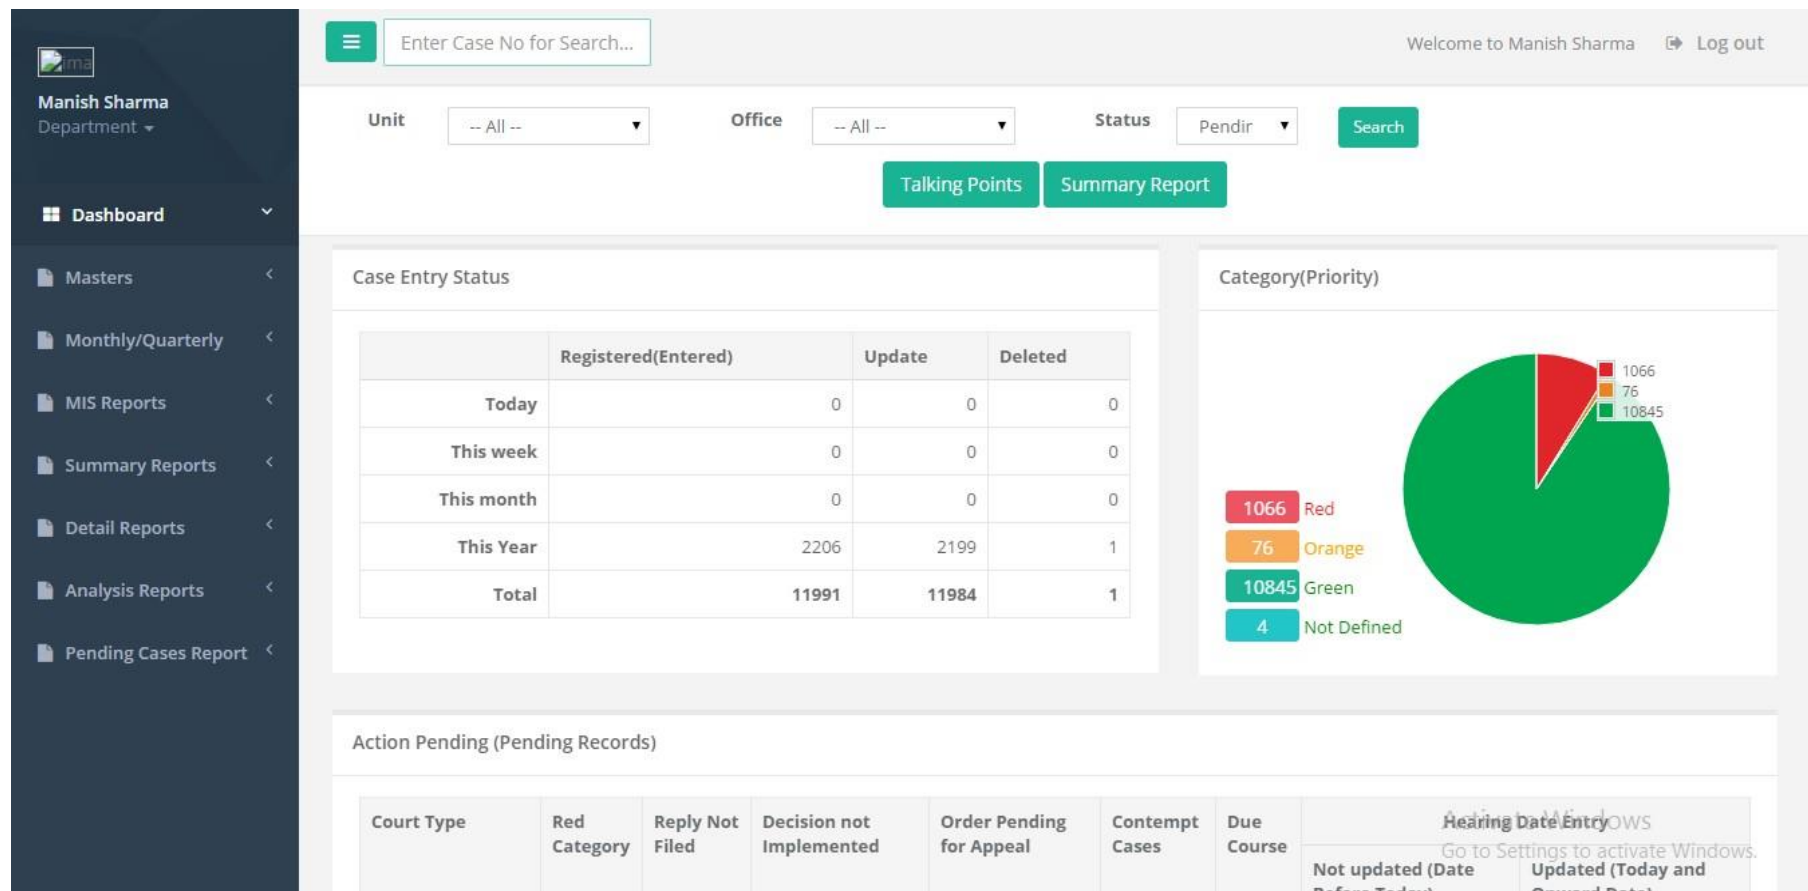 Enter Case No for Search...
Welcome to Manish Sharma Log out
ima
Manish Sharma
Department
Unit -- All -- Office -- All -- Status Pendir Search
Talking Points Summary Report
Dashboard
Masters
Monthly/Quarterly
MIS Reports
Summary Reports
Detail Reports
Analysis Reports
Pending Cases Report
Case Entry Status
Registered(Entered) Update Deleted
Today 0 0 0
This week 0 0 0
This month 0 0 0
This Year 2206 2199 1
Total 11991 11984 1
Category(Priority)
1066
76
10845
1066 Red
76 Orange
10845 Green
4 Not Defined
Action Pending (Pending Records)
Court Type
Red Category
Reply Not Filed
Decision not Implemented
Order Pending for Appeal
Contempt Cases
Due Course
Hearing Date Entry
Not updated (Date
Updated (Today and
Activate Windows
Go to Settings to activate Windows.